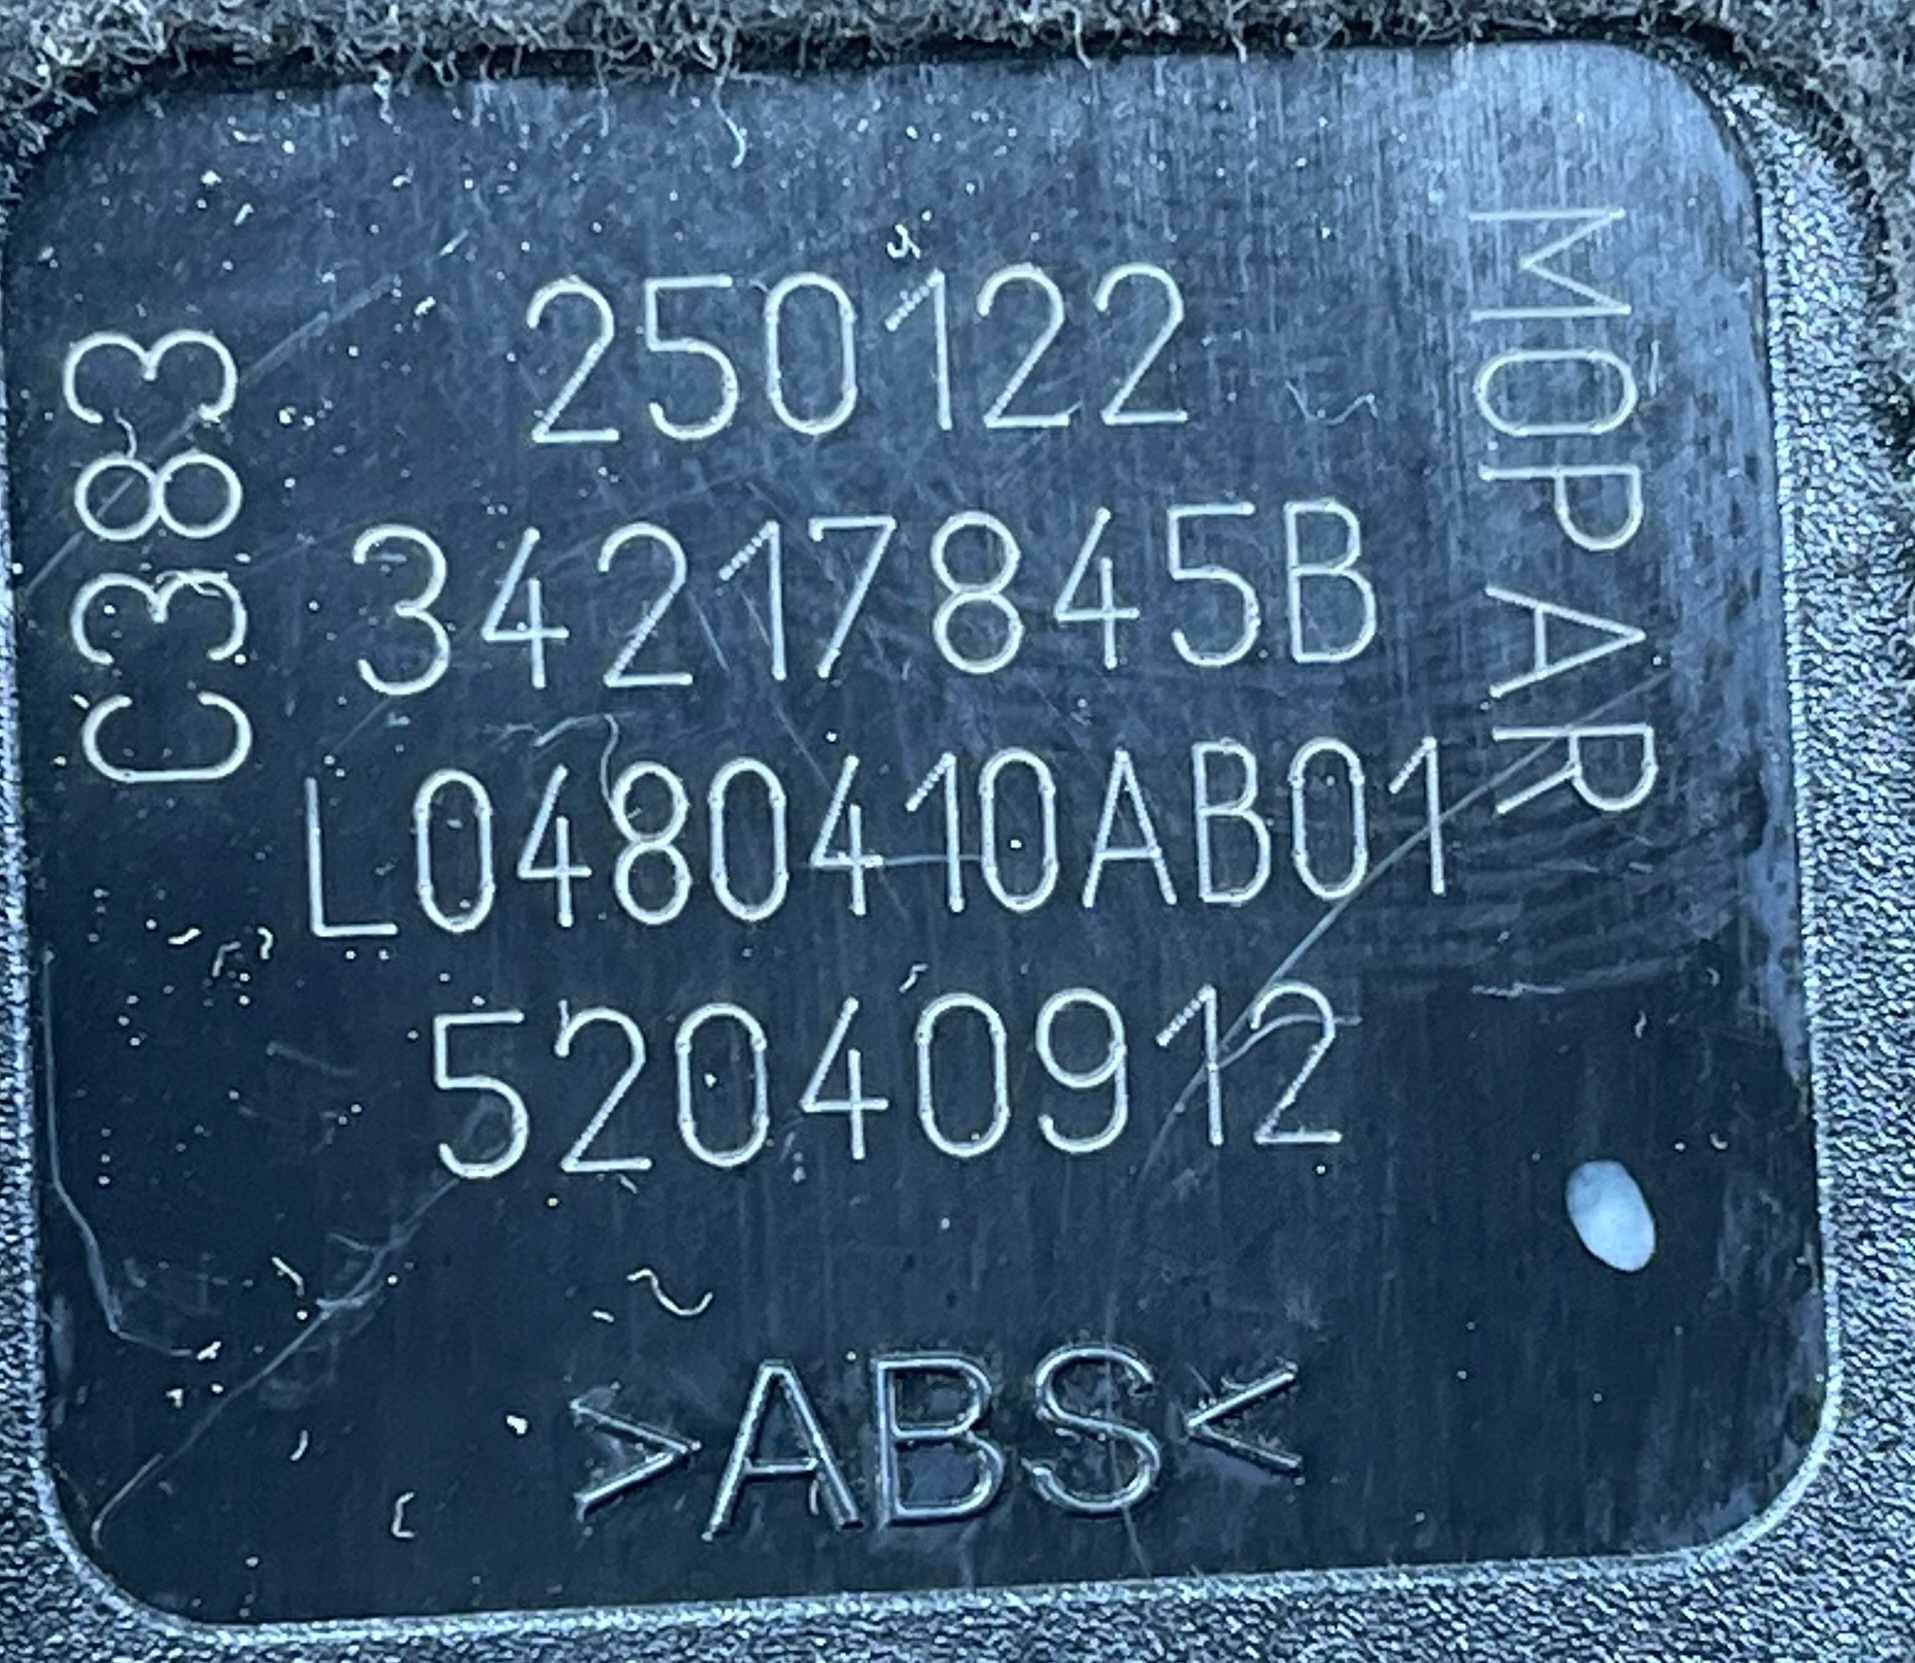 C383
250122
34217845B
L0480410AB01
52040912
MOPAR
>ABS<